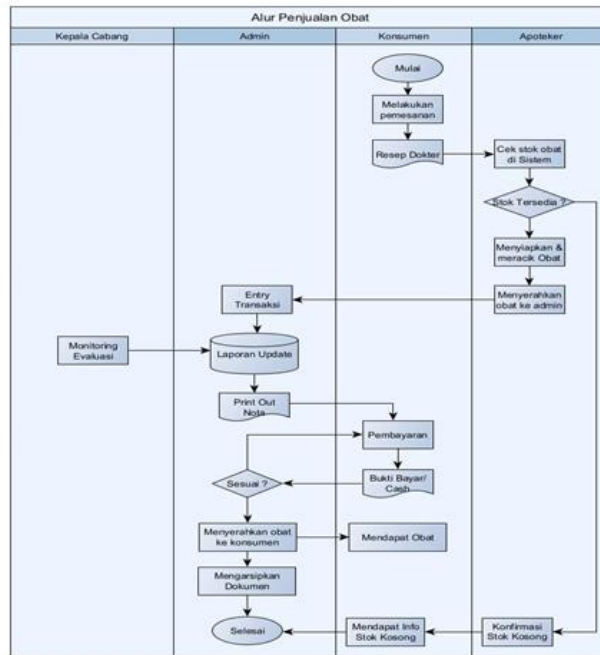 Alur Penjualan Obat
Kepala Cabang
Admin
Konsumen
Apoteker
Mulai
Melakukan
pemesanan
Resep Dokter
Cek stok obat
di Sistem
Stok Tersedia ?
Menyiapkan &
meracik Obat
Menyerahkan
obat ke admin
Entry
Transaksi
Monitoring
Evaluasi
Laporan Update
Print Out
Nota
Pembayaran
Bukti Bayar/
Cash
Sesuai ?
Menyerahkan obat
ke konsumen
Mendapat Obat
Mengarsipkan
Dokumen
Selesai
Mendapat Info
Stok Kosong
Konfirmasi
Stok Kosong